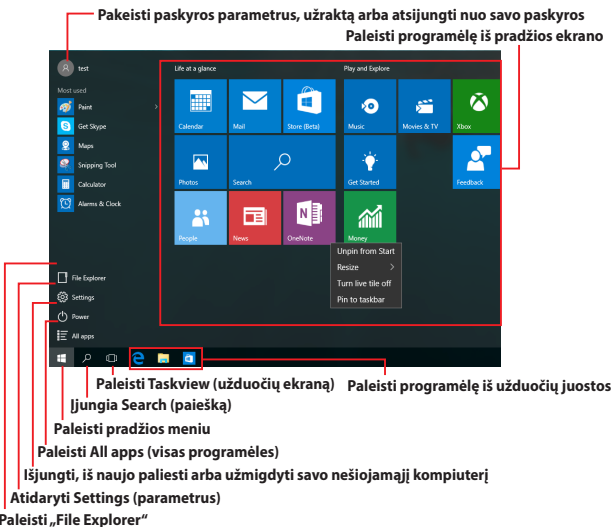 Pakeisti paskyros parametrus, užraktą arba atsijungti nuo savo paskyros
Paleisti programėlę iš pradžios ekrano
test
Life at a glance
Play and Explore
Most used
Paint
Get Skype
Maps
Snipping Tool
Calculator
Alarms & Clock
Calendar
Mail
Store (Beta)
Music
Movies & TV
Xbox
Photos
Search
Get Started
Feedback
People
News
OneNote
Money
Unpin from Start
Resize
Turn live tile off
Pin to taskbar
File Explorer
Settings
Power
All apps
Paleisti Taskview (užduočių ekraną)
Paleisti programėlę iš užduočių juostos
Įjungia Search (paiešką)
Paleisti pradžios meniu
Paleisti All apps (visas programėles)
Išjungti, iš naujo paliesti arba užmigdyti savo nešiojamąjį kompiuterį
Atidaryti Settings (parametrus)
Paleisti „File Explorer“